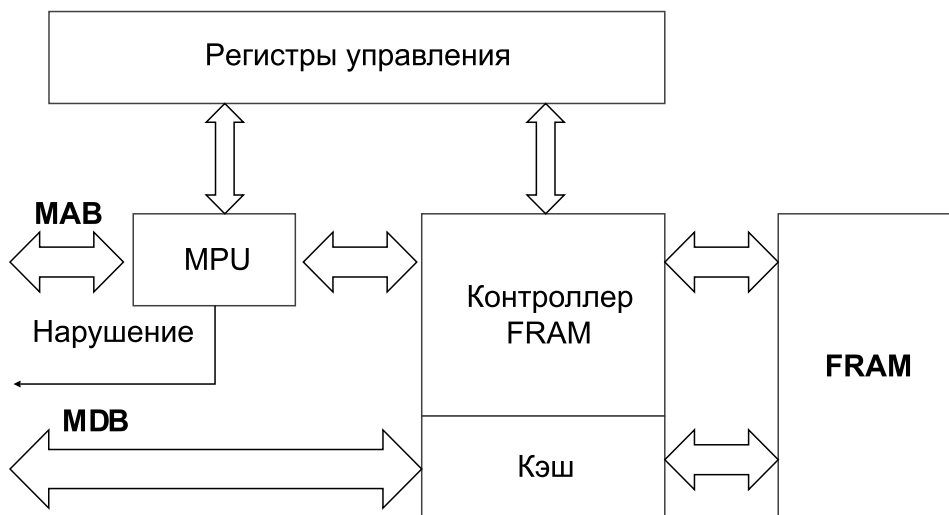 Регистры управления
MAB
MPU
Контроллер
FRAM
Нарушение
FRAM
MDB
Кэш